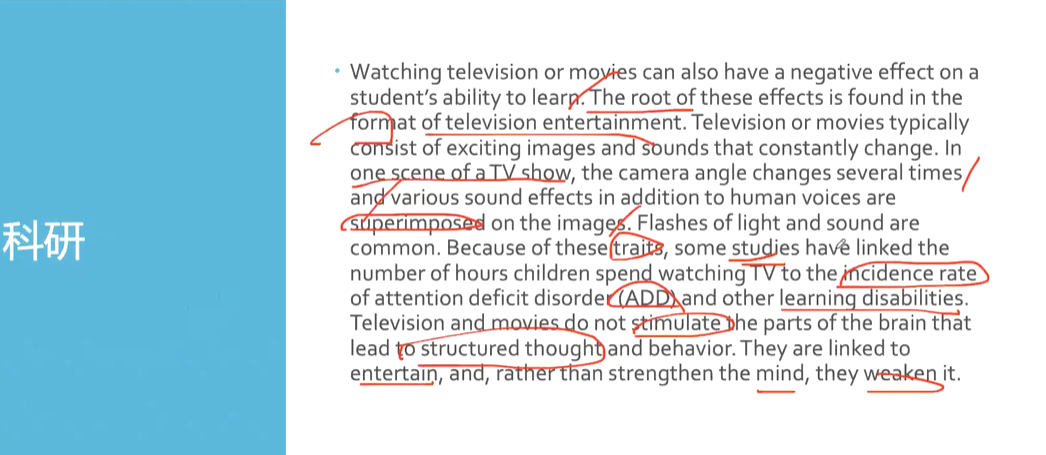 科研
• Watching television or movies can also have a negative effect on a
student's ability to learn. The root of these effects is found in the
format of television entertainment. Television or movies typically
consist of exciting images and sounds that constantly change. In
one scene of a TV show, the camera angle changes several times
and various sound effects in addition to human voices are
superimposed on the images. Flashes of light and sound are
common. Because of these traits, some studies have linked the
number of hours children spend watching TV to the incidence rate
of attention deficit disorder (ADD) and other learning disabilities.
Television and movies do not stimulate the parts of the brain that
lead to structured thought and behavior. They are linked to
entertain, and, rather than strengthen the mind, they weaken it.